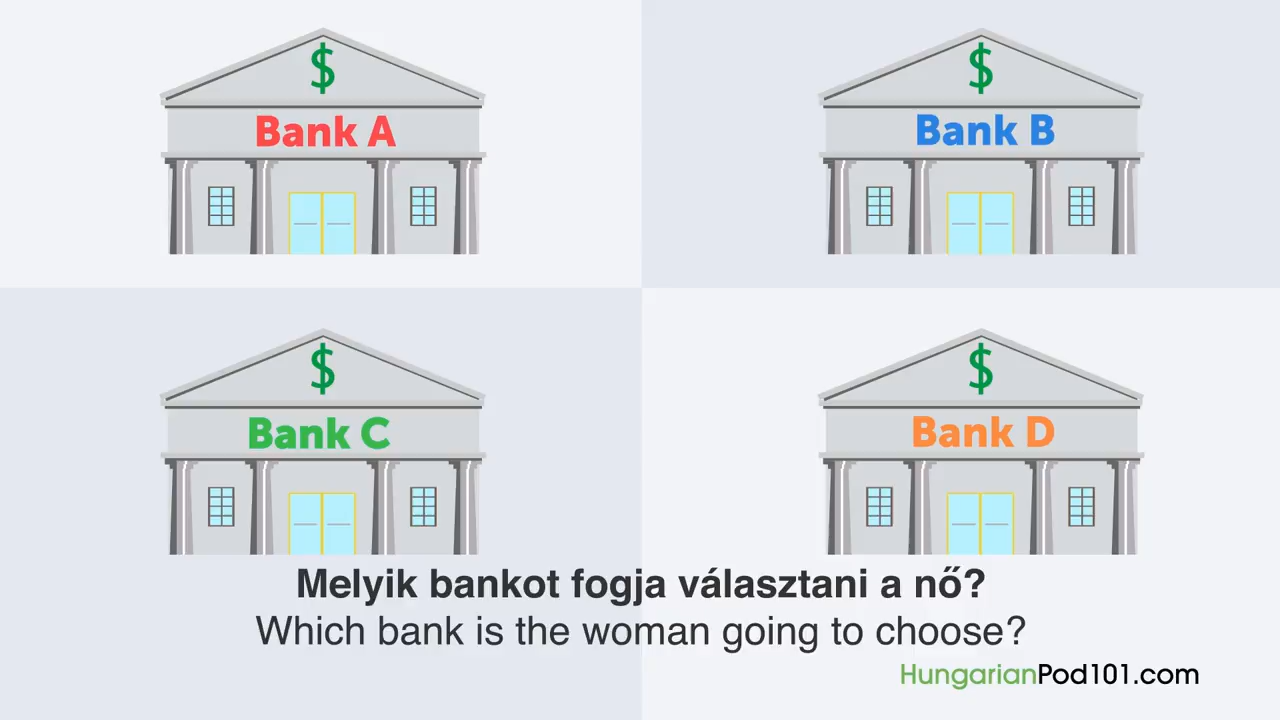 $
Bank A
$
Bank B
$
Bank C
$
Bank D
Melyik bankot fogja választani a nő?
Which bank is the woman going to choose?
HungarianPod101.com